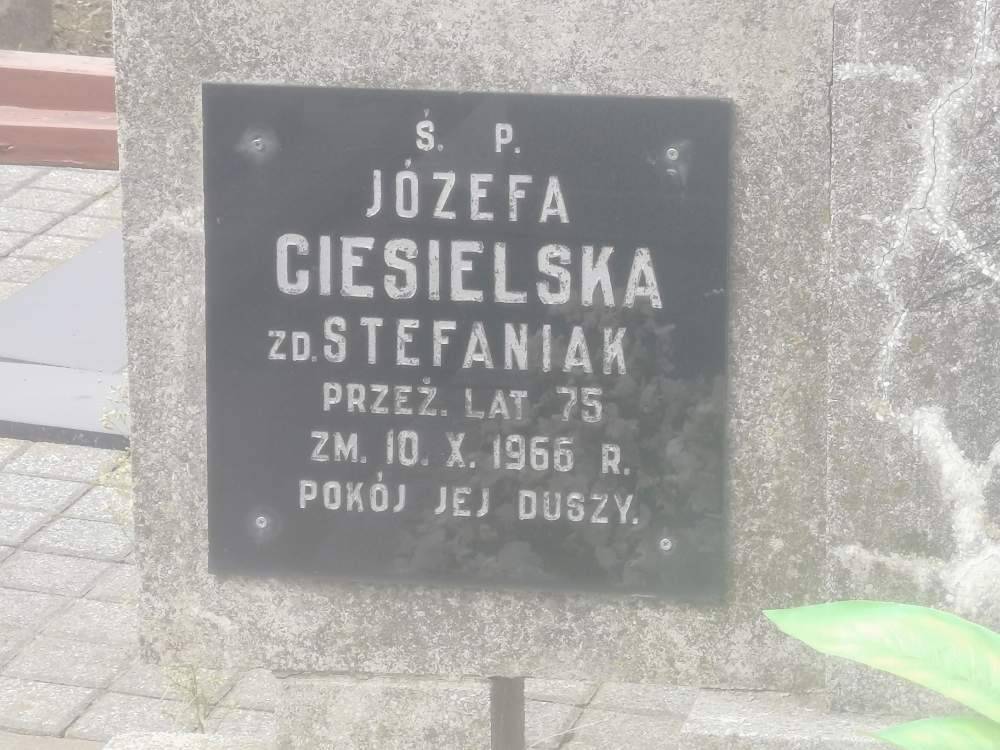 Ś. P.
JÓZEFA
CIESIELSKA
ZD. STEFANIAK
PRZEŻ. LAT 75
ZM. 10. X. 1966 R.
POKÓJ JEJ DUSZY.